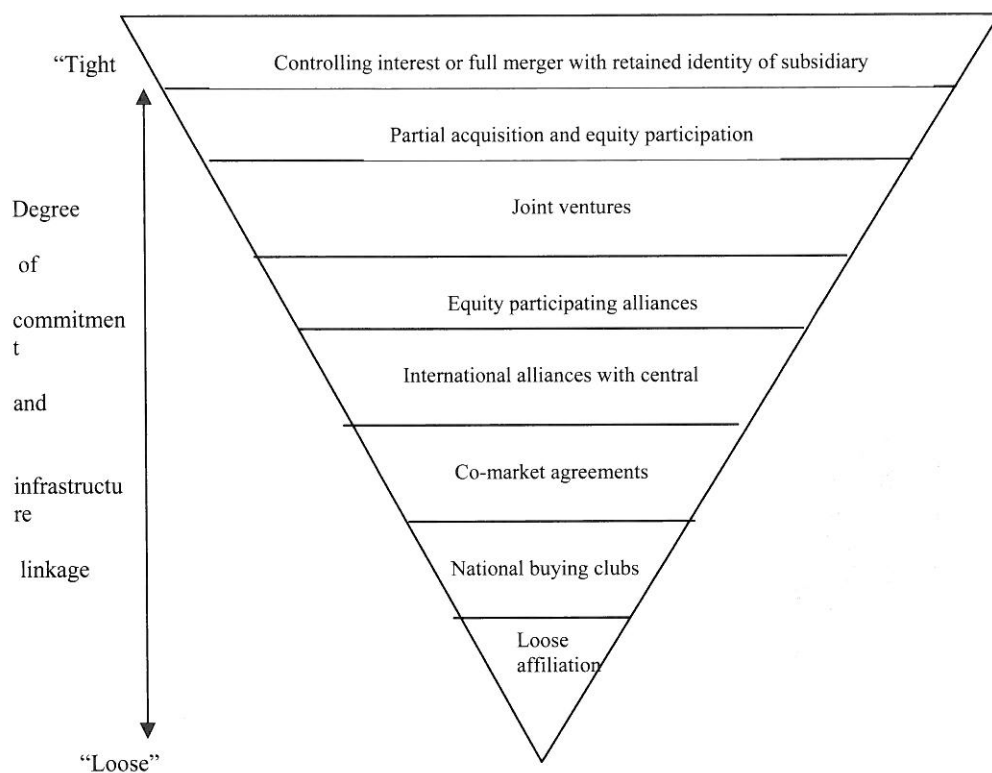 “Tight
Controlling interest or full merger with retained identity of subsidiary
Partial acquisition and equity participation
Degree
of
commitmen
t
and
infrastructu
re
linkage
Joint ventures
Equity participating alliances
International alliances with central
Co-market agreements
National buying clubs
Loose
affiliation
“Loose”